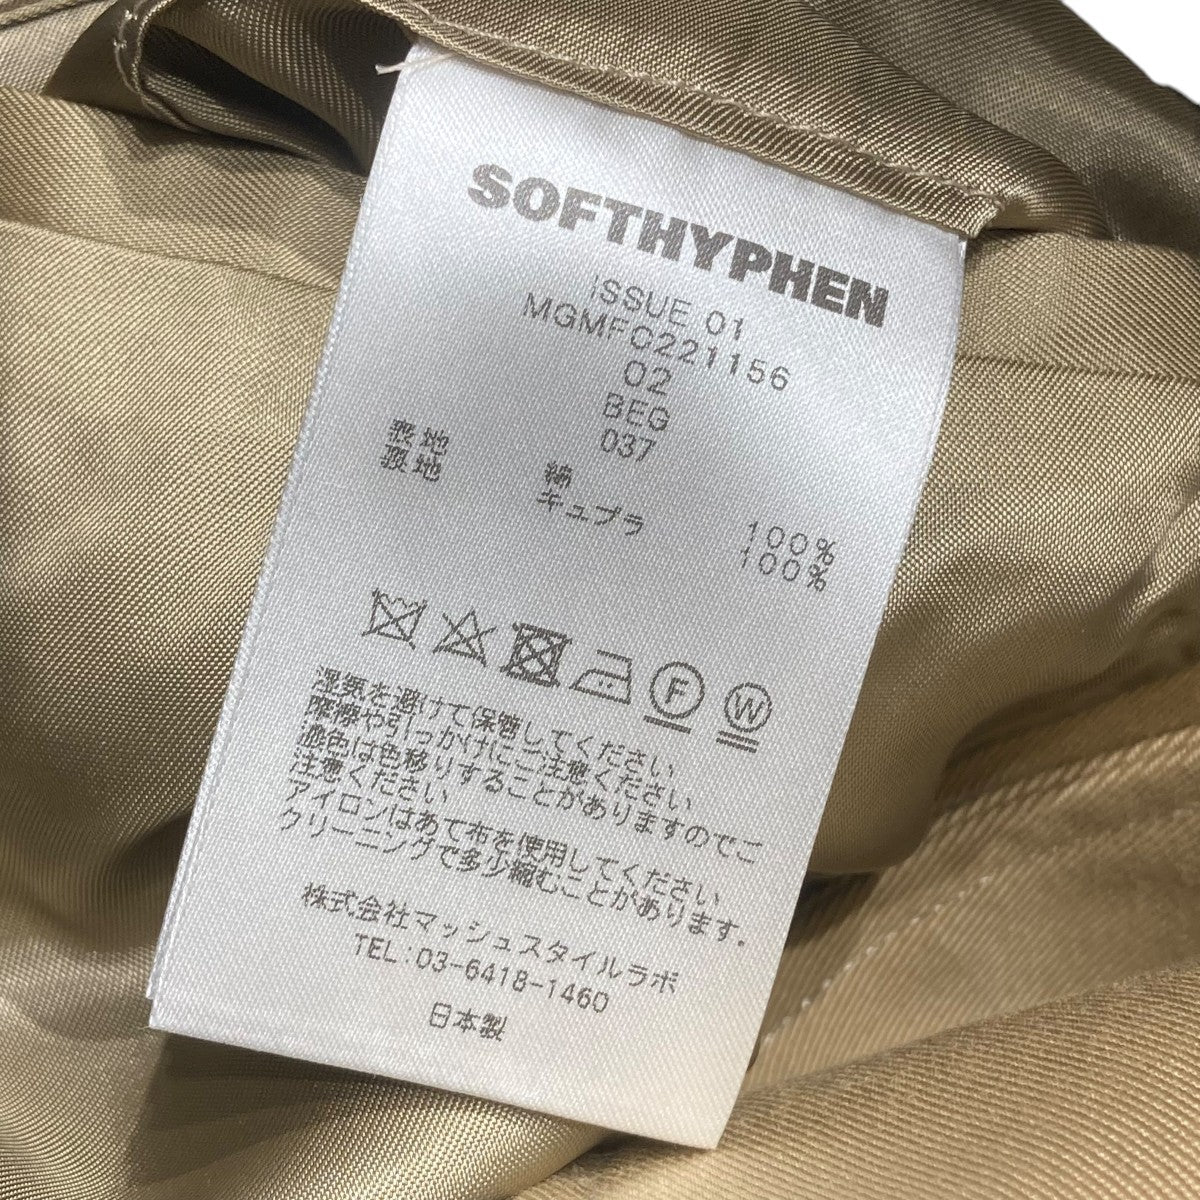 SOFTHYPHEN
ISSUE 01
MGMFO221156
02
BEG
037
表地 綿 100%
裏地 キュプラ 100%
F W
湿気を避けて保管してください
摩擦や引っかけにご注意ください
濃色は色移りすることがありますのでご
注意ください
アイロンはあて布を使用してください
クリーニングで多少縮むことがあります.
株式会社マッシュスタイルラボ
TEL:03-6418-1460
日本製